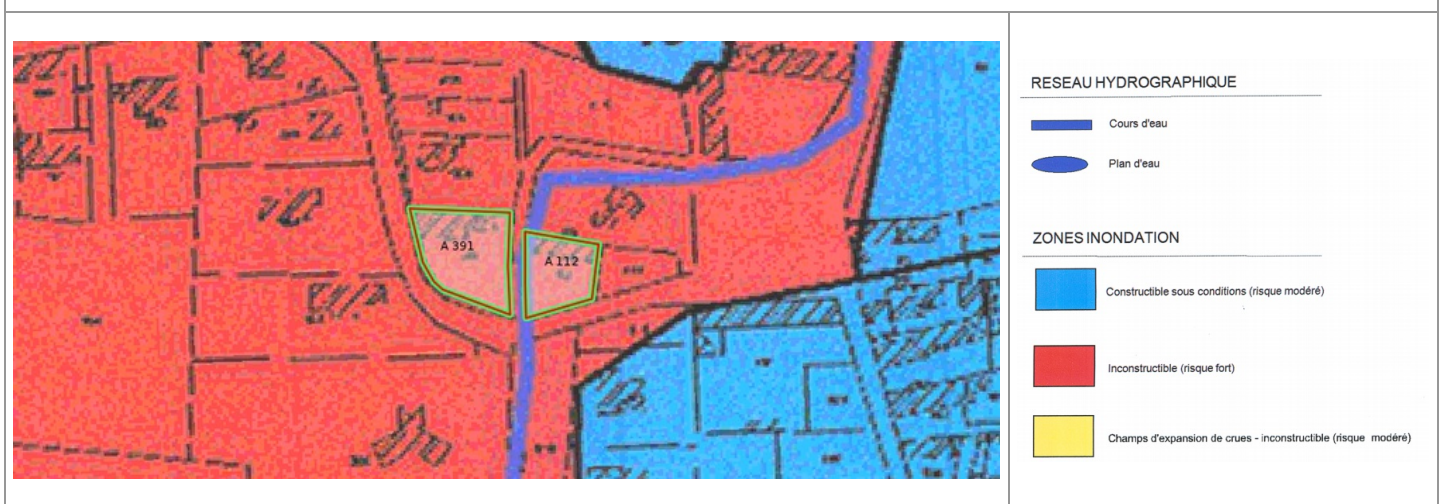 A 391
A 112
RESEAU HYDROGRAPHIQUE
Cours d'eau
Plan d'eau
ZONES INONDATION
Constructible sous conditions (risque modéré)
Inconstructible (risque fort)
Champs d'expansion de crues - inconstructible (risque modéré)